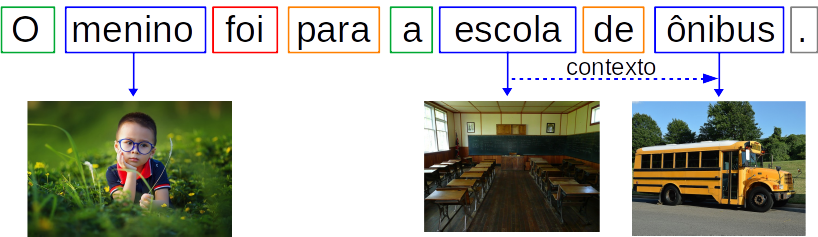 O menino foi para a escola de ônibus .
contexto